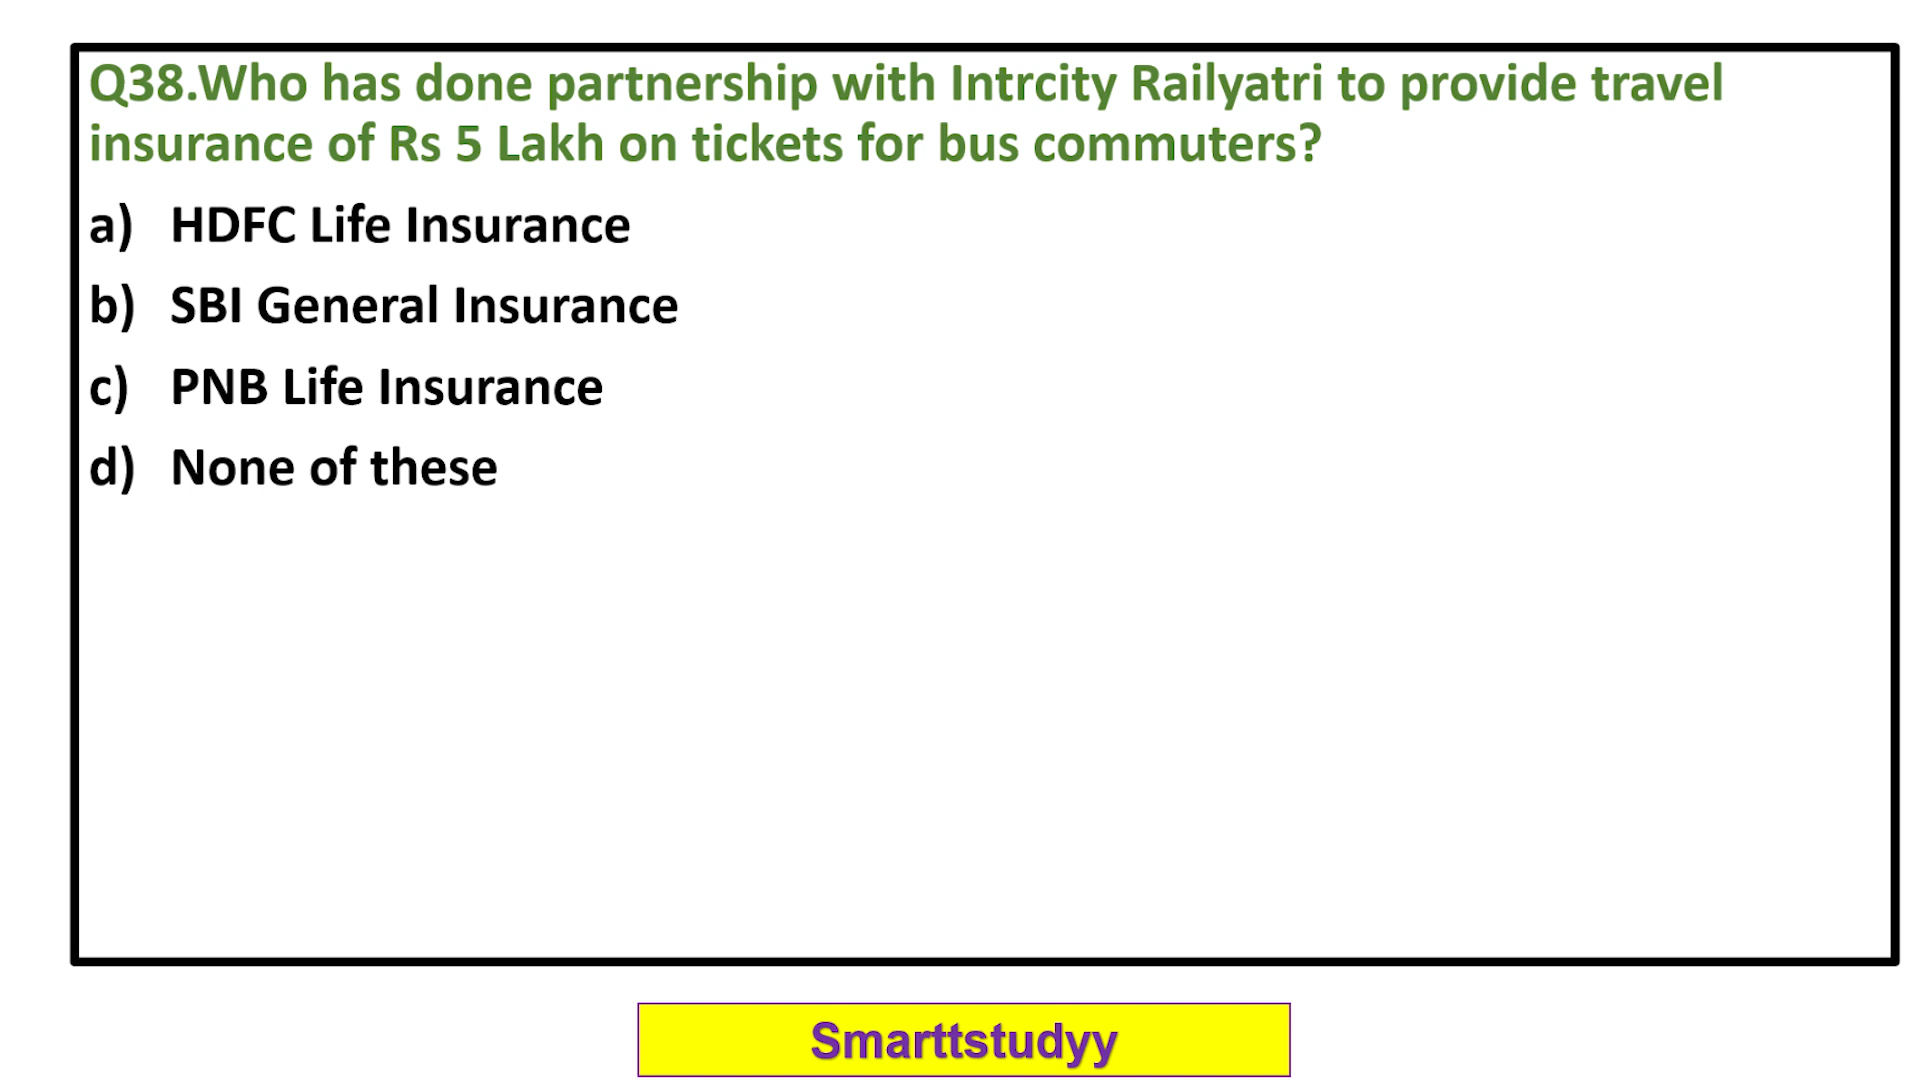 Q38.Who has done partnership with Intrcity Railyatri to provide travel
insurance of Rs 5 Lakh on tickets for bus commuters?
a) HDFC Life Insurance
b) SBI General Insurance
c) PNB Life Insurance
d) None of these
Smarttstudyy